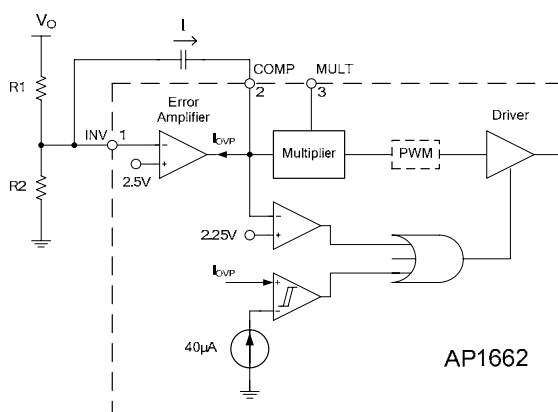 VO
I
R1
COMP
MULT
2
3
Error
Amplifier
Driver
INV
1
IOVP
Multiplier
PWM
2.5V
R2
2.25V
IOVP
40µA
AP1662
- 
+
-
+
+
-